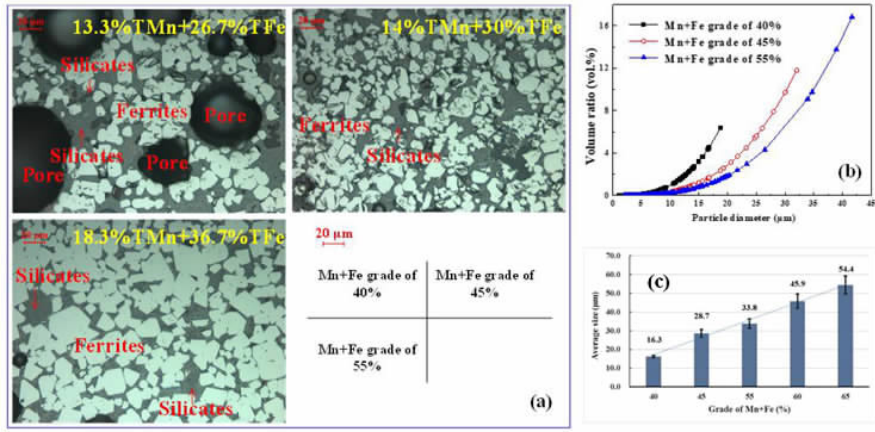 13.3%TMn+26.7%TFe
Silicates
Ferrites
Pore
Silicates
Pore
Pore
14%TMn+30%TFe
Ferrites
Silicates
18.3%TMn+36.7%TFe
Silicates
Ferrites
Silicates
20 μm
Mn+Fe grade of
40%
Mn+Fe grade of
45%
Mn+Fe grade of
55%
(a)
Mn+Fe grade of 40%
Mn+Fe grade of 45%
Mn+Fe grade of 55%
Volume ratio (vol.%)
20
16
12
8
4
0
0 5 10 15 20 25 30 35 40 45
Particle diameter (μm)
(b)
(c)
Average size (μm)
70.0
60.0
50.0
40.0
30.0
20.0
10.0
0.0
16.3
28.7
33.8
45.9
54.4
40 45 55 60 65
Grade of Mn+Fe (%)